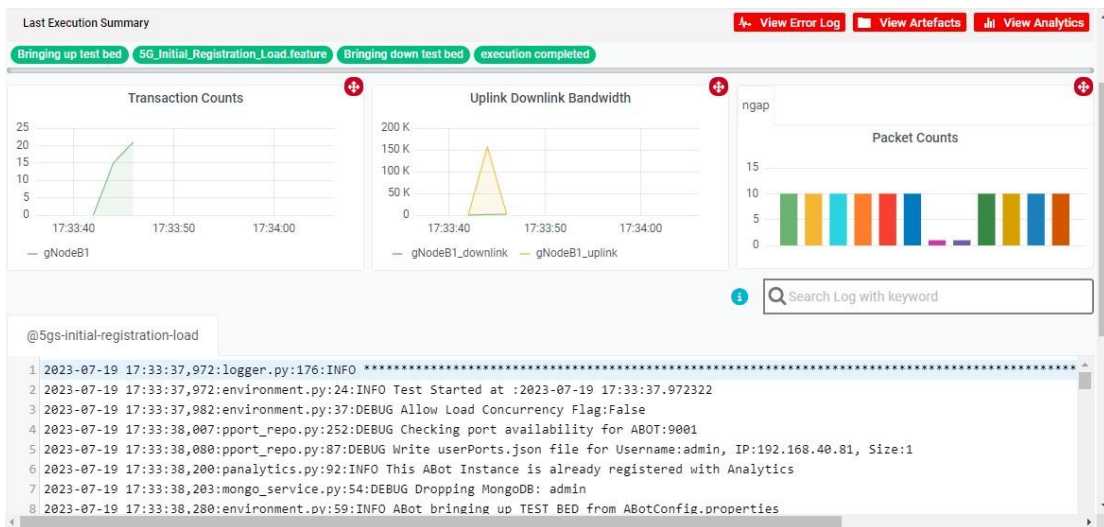 Last Execution Summary
View Error Log View Artefacts View Analytics
Bringing up test bed 5G_Initial_Registration_Load.feature Bringing down test bed execution completed
Transaction Counts
25
20
15
10
5
0
17:33:40 17:33:50 17:34:00
gNodeB1
Uplink Downlink Bandwidth
200 K
150 K
100 K
50 K
0
17:33:40 17:33:50 17:34:00
gNodeB1_downlink gNodeB1_uplink
ngap
Packet Counts
15
10
5
0
Search Log with keyword
@5gs-initial-registration-load
1 2023-07-19 17:33:37,972:logger.py:176:INFO ************************************************************************************************
2 2023-07-19 17:33:37,972:environment.py:24:INFO Test Started at :2023-07-19 17:33:37.972322
3 2023-07-19 17:33:37,982:environment.py:37:DEBUG Allow Load Concurrency Flag:False
4 2023-07-19 17:33:38,007:pport_repo.py:252:DEBUG Checking port availability for ABOT:9001
5 2023-07-19 17:33:38,080:pport_repo.py:87:DEBUG Write userPorts.json file for Username:admin, IP:192.168.40.81, Size:1
6 2023-07-19 17:33:38,200:panalytics.py:92:INFO This ABot Instance is already registered with Analytics
7 2023-07-19 17:33:38,203:mongo_service.py:54:DEBUG Dropping MongoDB: admin
8 2023-07-19 17:33:38,280:environment.py:59:INFO ABot bringing up TEST BED from ABotConfig.properties